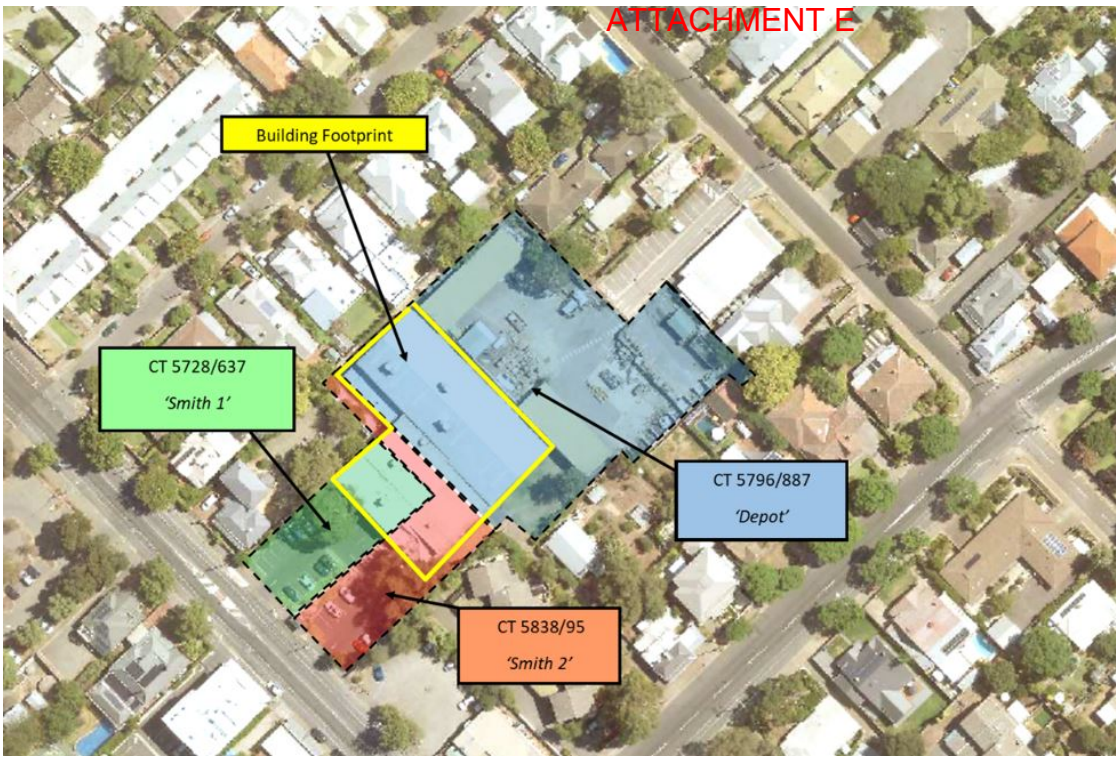 ATTACHMENT E
Building Footprint
CT 5728/637
‘Smith 1’
CT 5796/887
‘Depot’
CT 5838/95
‘Smith 2’